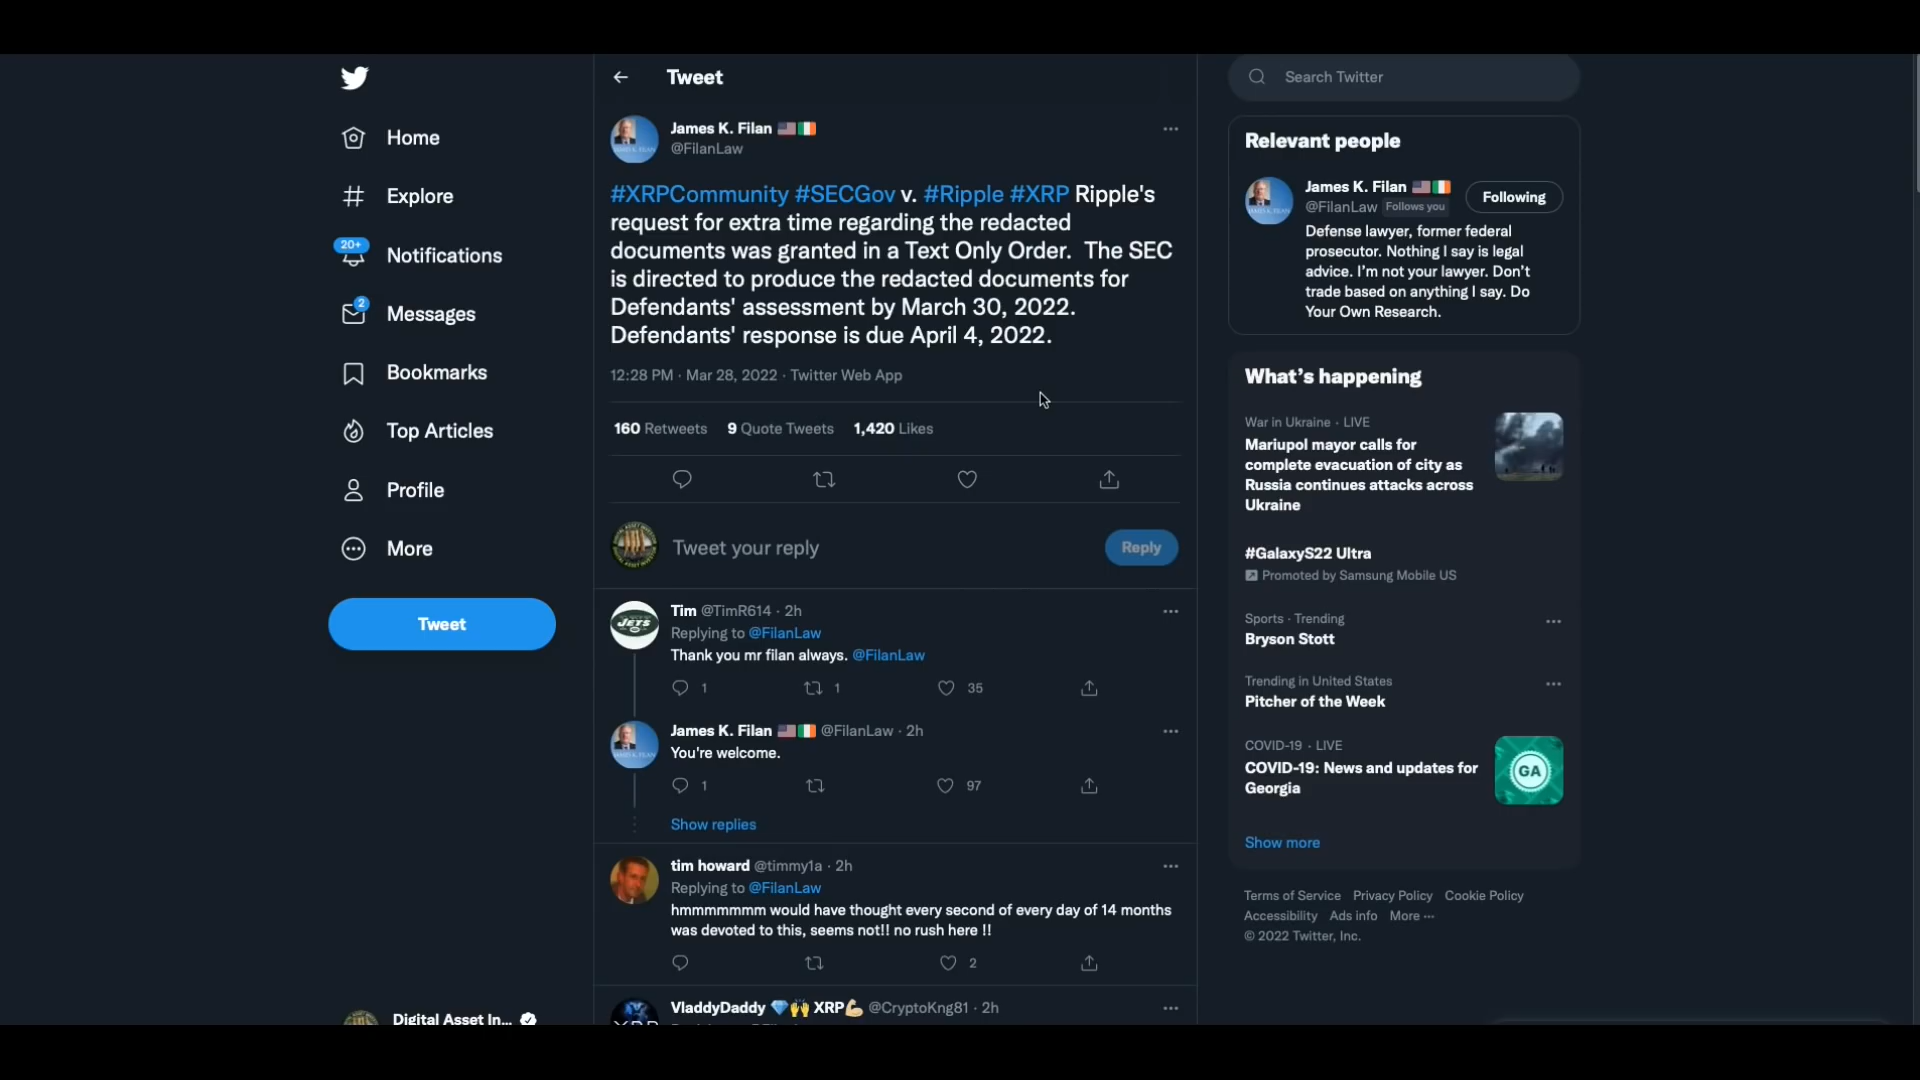 Tweet
Search Twitter
James K. Filan 🇺🇸🇮🇪
@FilanLaw
#XRPCommunity #SECGov v. #Ripple #XRP Ripple's
request for extra time regarding the redacted
documents was granted in a Text Only Order. The SEC
is directed to produce the redacted documents for
Defendants' assessment by March 30, 2022.
Defendants' response is due April 4, 2022.
12:28 PM · Mar 28, 2022 · Twitter Web App
160 Retweets 9 Quote Tweets 1,420 Likes
Tweet your reply
Reply
Tim @TimR614 · 2h
Replying to @FilanLaw
Thank you mr filan always. @FilanLaw
1 1 35
James K. Filan 🇺🇸🇮🇪 @FilanLaw · 2h
You're welcome.
1 97
Show replies
tim howard @timmy1a · 2h
Replying to @FilanLaw
hmmmmmmm would have thought every second of every day of 14 months
was devoted to this, seems not!! no rush here !!
2
VladdyDaddy 💎🙌 XRP💪🏼 @CryptoKng81 · 2h
Home
Explore
20+
Notifications
2
Messages
Bookmarks
Top Articles
Profile
More
Tweet
Digital Asset In...
Relevant people
James K. Filan 🇺🇸🇮🇪
@FilanLaw Follows you
Following
Defense lawyer, former federal
prosecutor. Nothing I say is legal
advice. I'm not your lawyer. Don't
trade based on anything I say. Do
Your Own Research.
What's happening
War in Ukraine · LIVE
Mariupol mayor calls for
complete evacuation of city as
Russia continues attacks across
Ukraine
#GalaxyS22 Ultra
Promoted by Samsung Mobile US
Sports · Trending
Bryson Stott
Trending in United States
Pitcher of the Week
COVID-19 · LIVE
COVID-19: News and updates for
Georgia
GA
Show more
Terms of Service Privacy Policy Cookie Policy
Accessibility Ads info More ···
© 2022 Twitter, Inc.
JETS